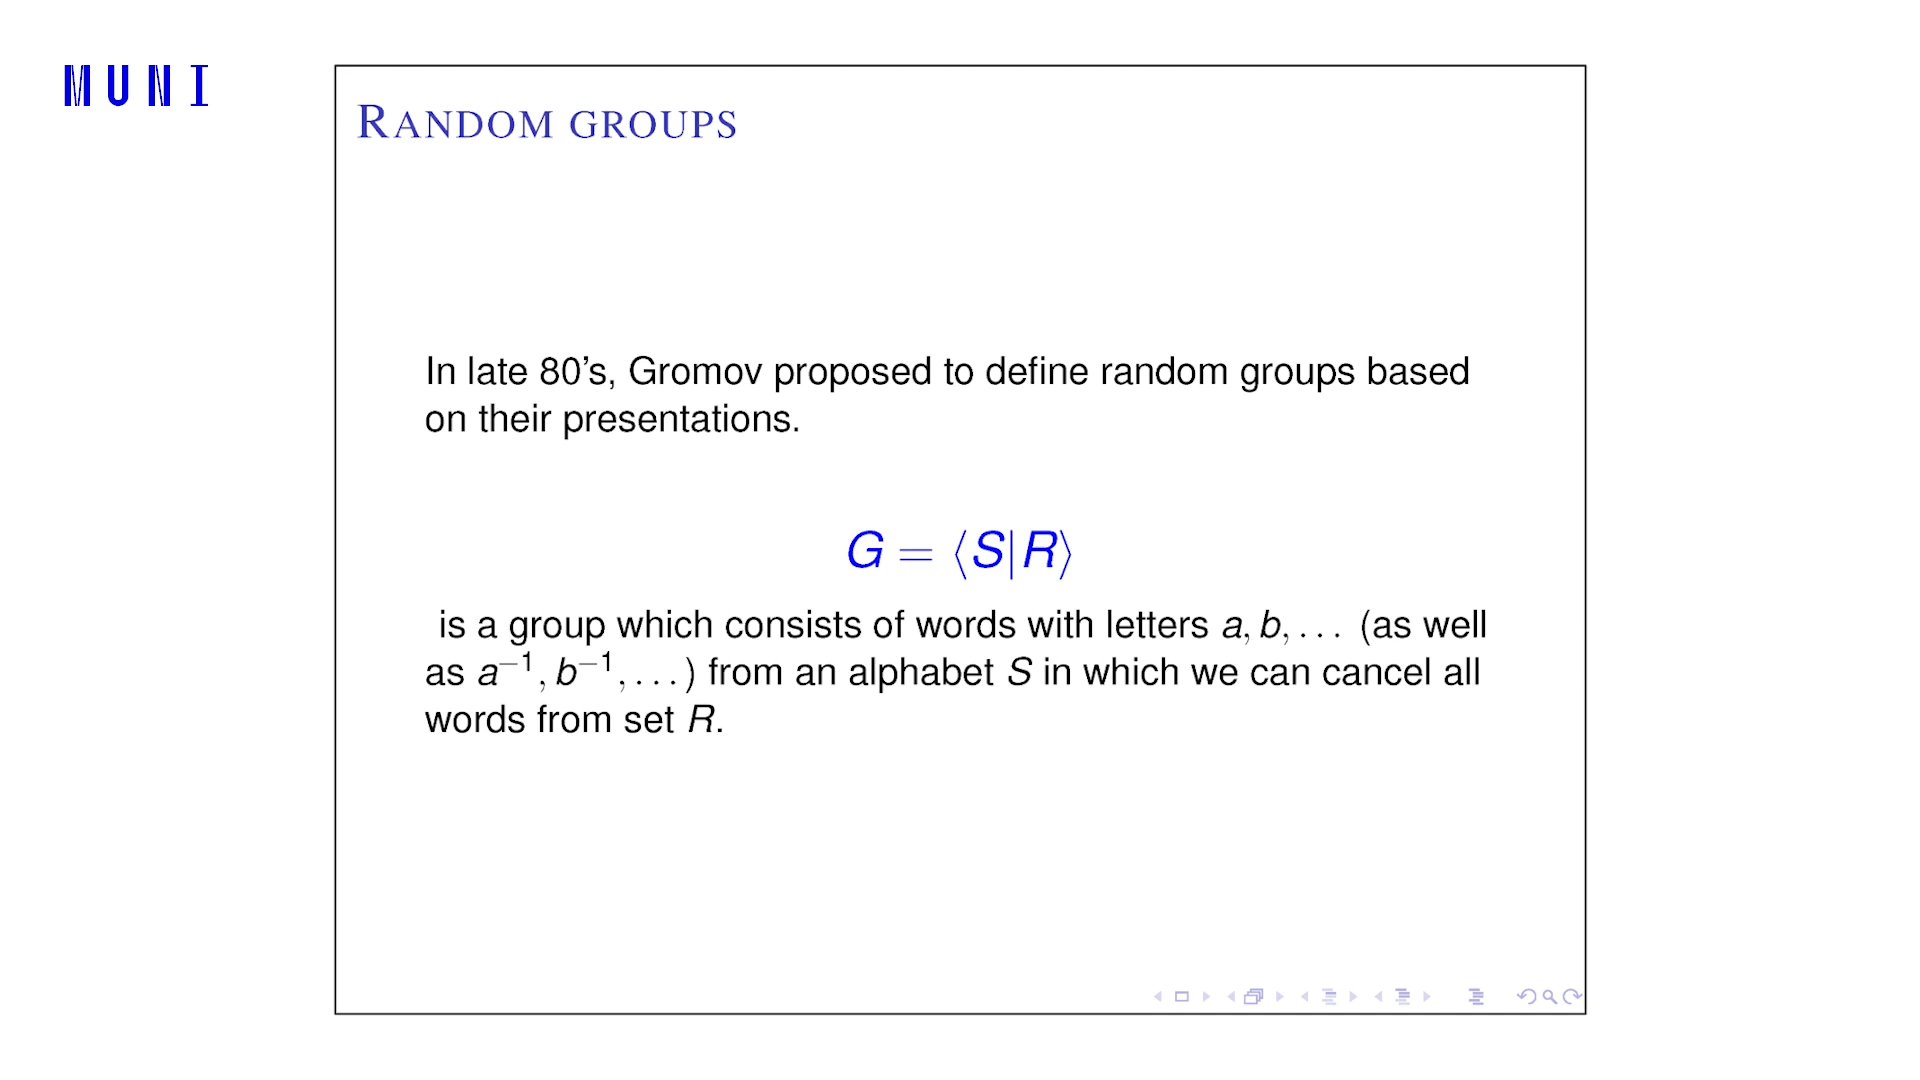 MUNI
RANDOM GROUPS
In late 80's, Gromov proposed to define random groups based
on their presentations.
G = ⟨S|R⟩
is a group which consists of words with letters a, b, . . . (as well
as a⁻¹, b⁻¹, . . . ) from an alphabet S in which we can cancel all
words from set R.